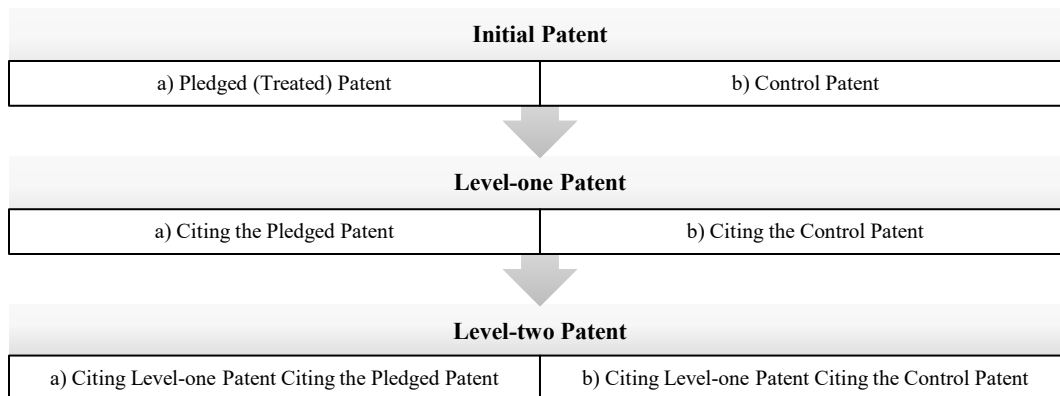 Initial Patent
a) Pledged (Treated) Patent
b) Control Patent
Level-one Patent
a) Citing the Pledged Patent
b) Citing the Control Patent
Level-two Patent
a) Citing Level-one Patent Citing the Pledged Patent
b) Citing Level-one Patent Citing the Control Patent